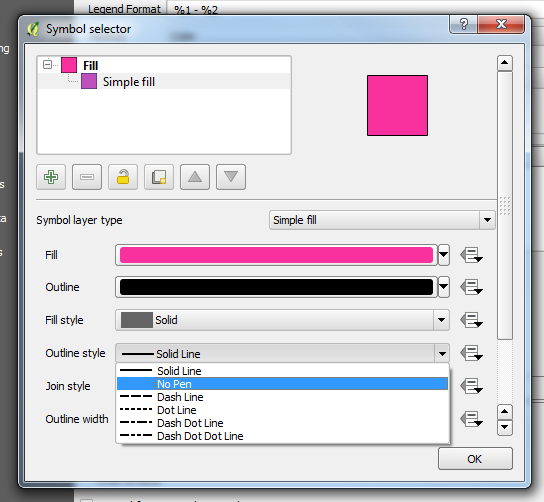 Legend Format %1 - %2
Symbol selector
ng
Fill
Simple fill
s
ta
s
Symbol layer type Simple fill
Fill
Outline
Fill style Solid
Outline style Solid Line
Solid Line
Join style No Pen
Dash Line
Outline width Dot Line
Dash Dot Line
Dash Dot Dot Line
OK